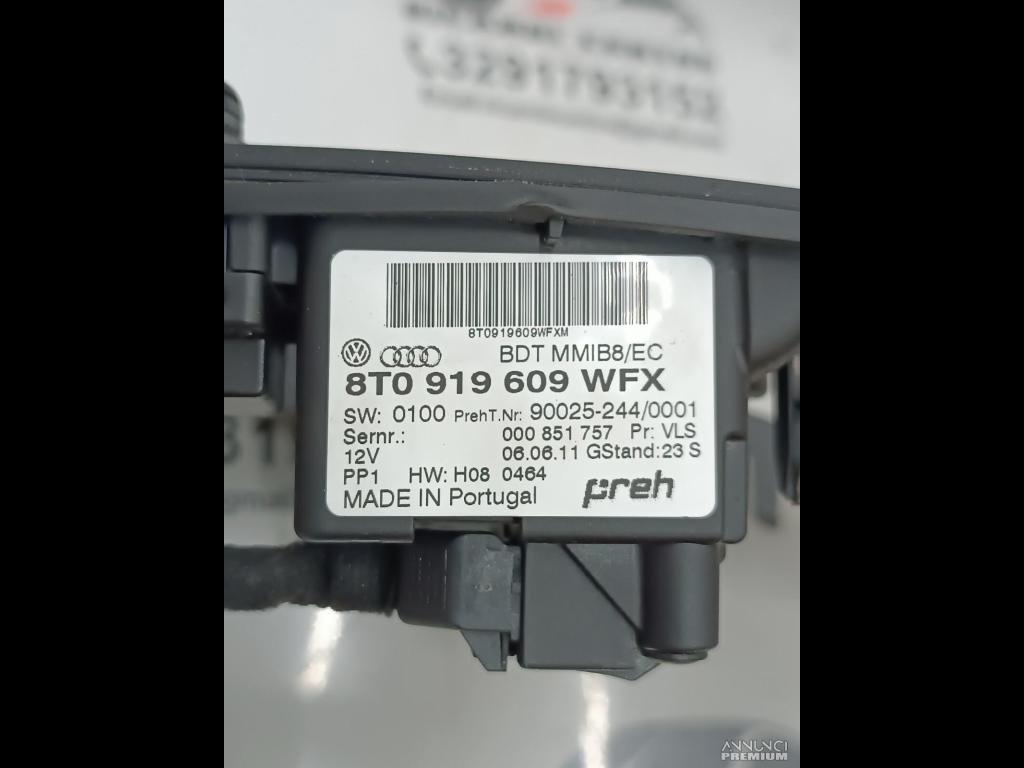 3291793152
8T0919609WFXM
BDT MMIB8/EC
8T0 919 609 WFX
SW: 0100 PrehT.Nr: 90025-244/0001
Sernr.: 000 851 757 Pr: VLS
12V 06.06.11 GStand:23 S
PP1 HW: H08 0464
MADE IN Portugal preh
ANNUNCI
PREMIUM